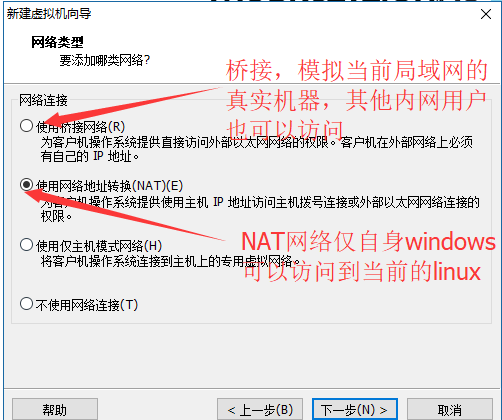 新建虚拟机向导
网络类型
要添加哪类网络?
桥接，模拟当前局域网的
真实机器，其他内网用户
也可以访问
网络连接
使用桥接网络(R)
为客户机操作系统提供直接访问外部以太网网络的权限。客户机在外部网络上必须
有自己的 IP 地址。
使用网络地址转换(NAT)(E)
为客户机操作系统提供使用主机 IP 地址访问主机拨号连接或外部以太网网络连接的
权限。
NAT网络仅自身windows
可以访问到当前的linux
使用仅主机模式网络(H)
将客户机操作系统连接到主机上的专用虚拟网络。
不使用网络连接(T)
帮助
< 上一步(B)
下一步(N) >
取消